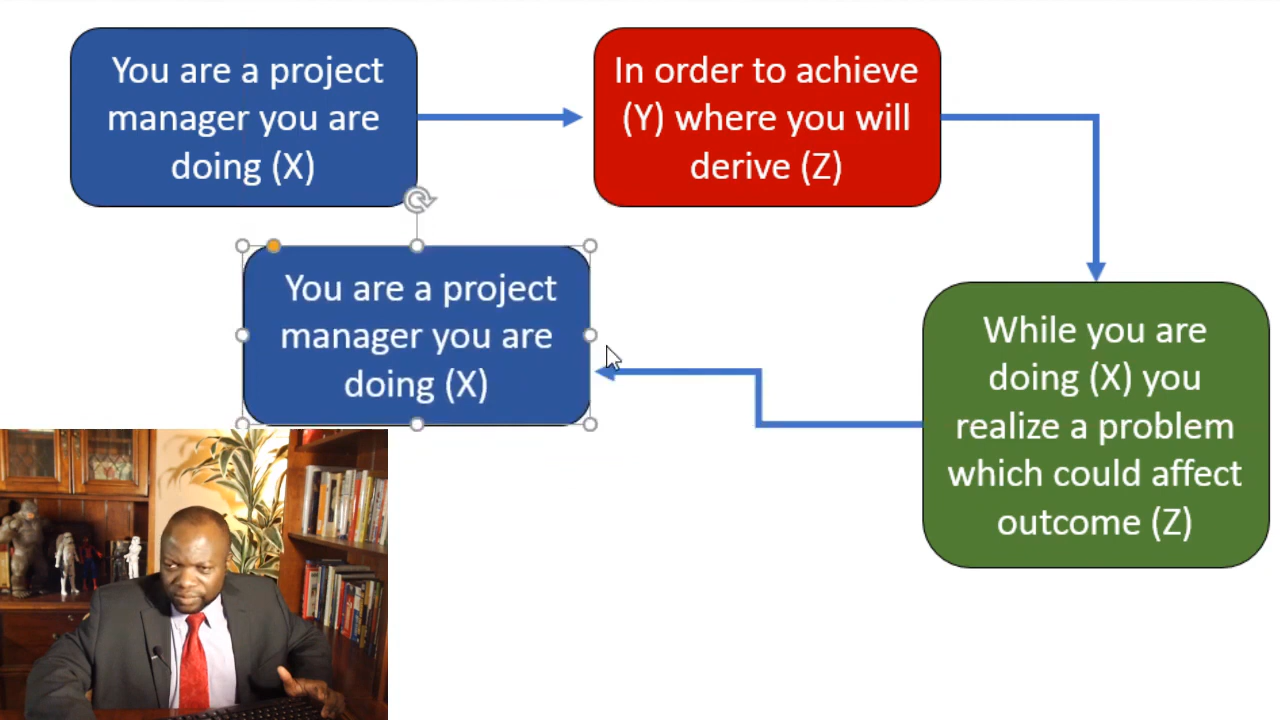 You are a project
manager you are
doing (X)
In order to achieve
(Y) where you will
derive (Z)
You are a project
manager you are
doing (X)
While you are
doing (X) you
realize a problem
which could affect
outcome (Z)